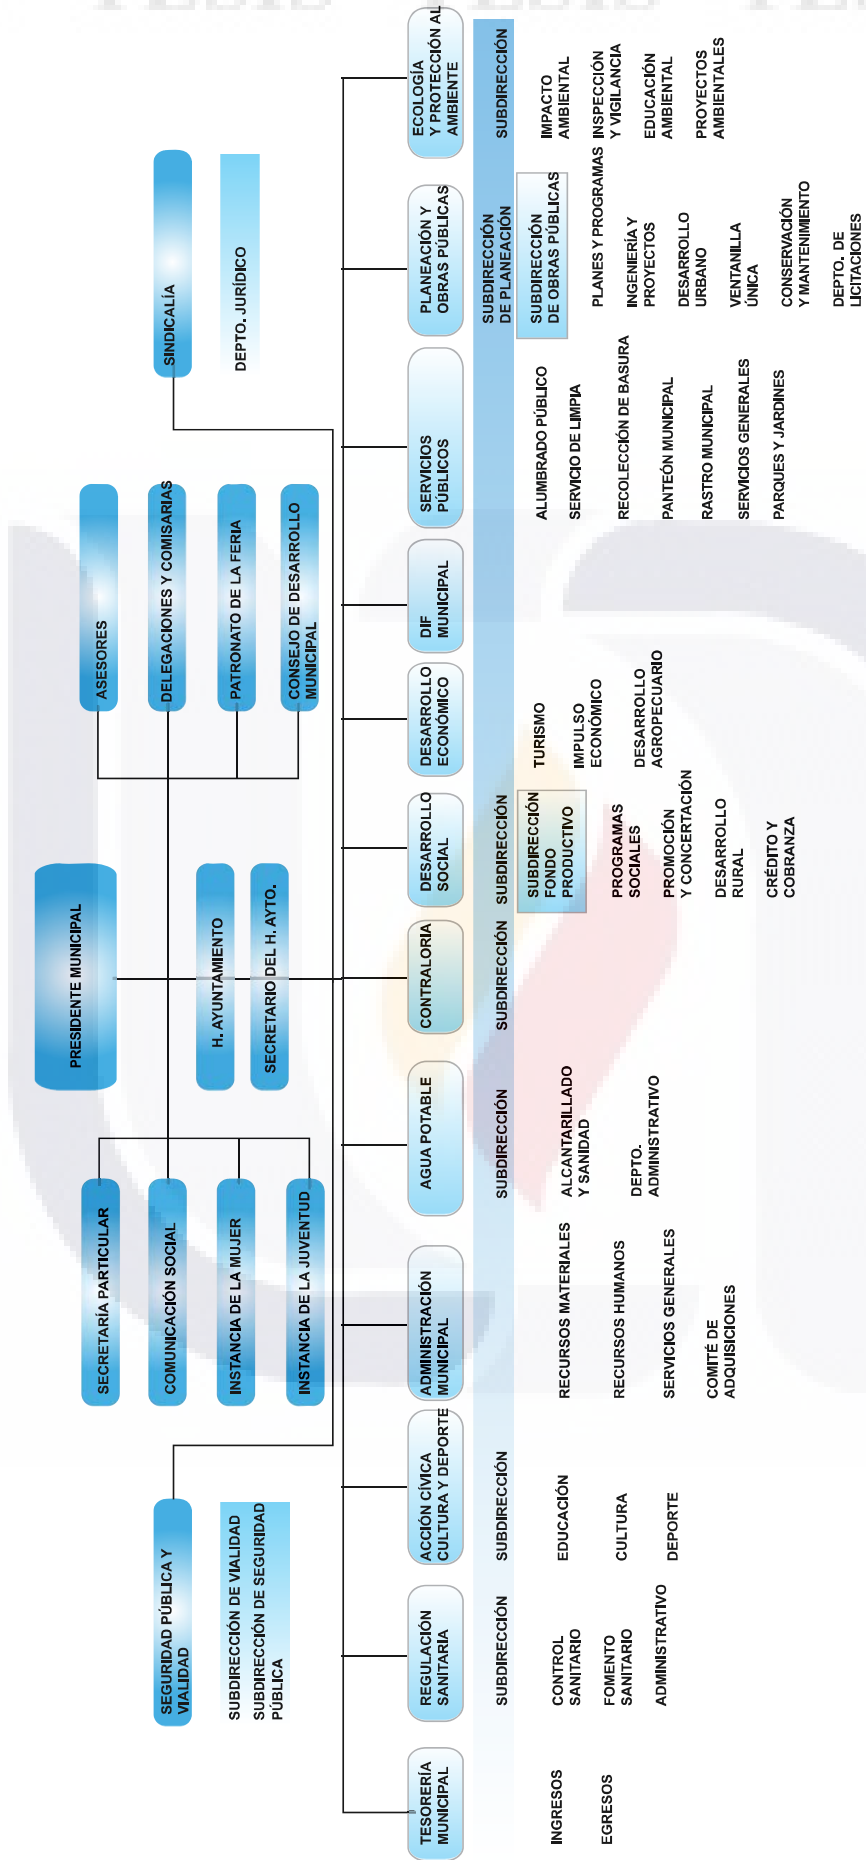 PRESIDENTE MUNICIPAL
SECRETARÍA PARTICULAR
COMUNICACIÓN SOCIAL
INSTANCIA DE LA MUJER
INSTANCIA DE LA JUVENTUD
ASESORES
DELEGACIONES Y COMISARIAS
PATRONATO DE LA FERIA
CONSEJO DE DESARROLLO
MUNICIPAL
H. AYUNTAMIENTO
SECRETARIO DEL H. AYTO.
SEGURIDAD PÚBLICA Y
VIALIDAD
SUBDIRECCIÓN DE VIALIDAD
SUBDIRECCIÓN DE SEGURIDAD
PÚBLICA
SINDICALÍA
DEPTO. JURÍDICO
TESORERÍA
MUNICIPAL
INGRESOS
EGRESOS
REGULACIÓN
SANITARIA
SUBDIRECCIÓN
CONTROL
SANITARIO
FOMENTO
SANITARIO
ADMINISTRATIVO
ACCIÓN CÍVICA
CULTURA Y DEPORTE
SUBDIRECCIÓN
EDUCACIÓN
CULTURA
DEPORTE
ADMINISTRACIÓN
MUNICIPAL
RECURSOS MATERIALES
RECURSOS HUMANOS
SERVICIOS GENERALES
COMITÉ DE
ADQUISICIONES
AGUA POTABLE
SUBDIRECCIÓN
ALCANTARILLADO
Y SANIDAD
DEPTO.
ADMINISTRATIVO
CONTRALORIA
SUBDIRECCIÓN
DESARROLLO
SOCIAL
SUBDIRECCIÓN
SUBDIRECCIÓN
FONDO
PRODUCTIVO
PROGRAMAS
SOCIALES
PROMOCIÓN
Y CONCERTACIÓN
DESARROLLO
RURAL
CRÉDITO Y
COBRANZA
DESARROLLO
ECONÓMICO
TURISMO
IMPULSO
ECONÓMICO
DESARROLLO
AGROPECUARIO
DIF
MUNICIPAL
SERVICIOS
PÚBLICOS
ALUMBRADO PÚBLICO
SERVICIO DE LIMPIA
RECOLECCIÓN DE BASURA
PANTEÓN MUNICIPAL
RASTRO MUNICIPAL
SERVICIOS GENERALES
PARQUES Y JARDINES
PLANEACIÓN Y
OBRAS PÚBLICAS
SUBDIRECCIÓN
DE PLANEACIÓN
SUBDIRECCIÓN
DE OBRAS PÚBLICAS
PLANES Y PROGRAMAS
INGENIERÍA Y
PROYECTOS
DESARROLLO
URBANO
VENTANILLA
ÚNICA
CONSERVACIÓN
Y MANTENIMIENTO
DEPTO. DE
LICITACIONES
ECOLOGÍA
Y PROTECCIÓN AL
AMBIENTE
SUBDIRECCIÓN
IMPACTO
AMBIENTAL
INSPECCIÓN
Y VIGILANCIA
EDUCACIÓN
AMBIENTAL
PROYECTOS
AMBIENTALES